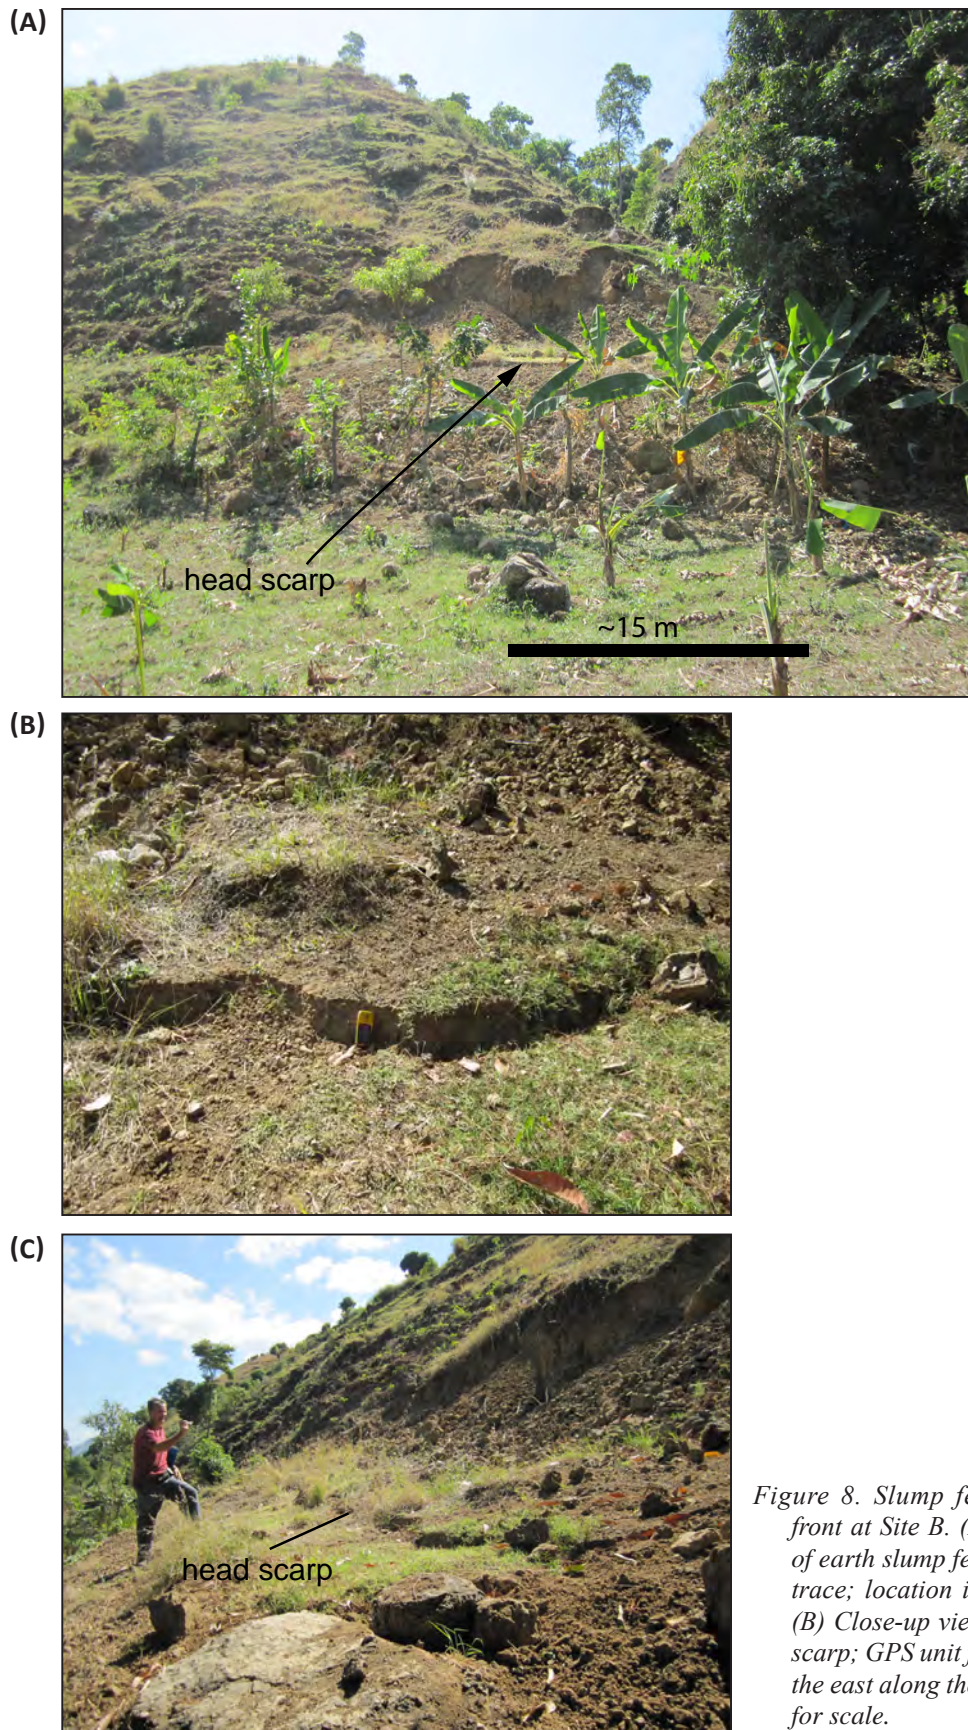 (A)
head scarp
~15 m
(B)
(C)
head scarp
Figure 8. Slump fe
front at Site B. (
of earth slump fe
trace; location i
(B) Close-up vie
scarp; GPS unit
the east along th
for scale.